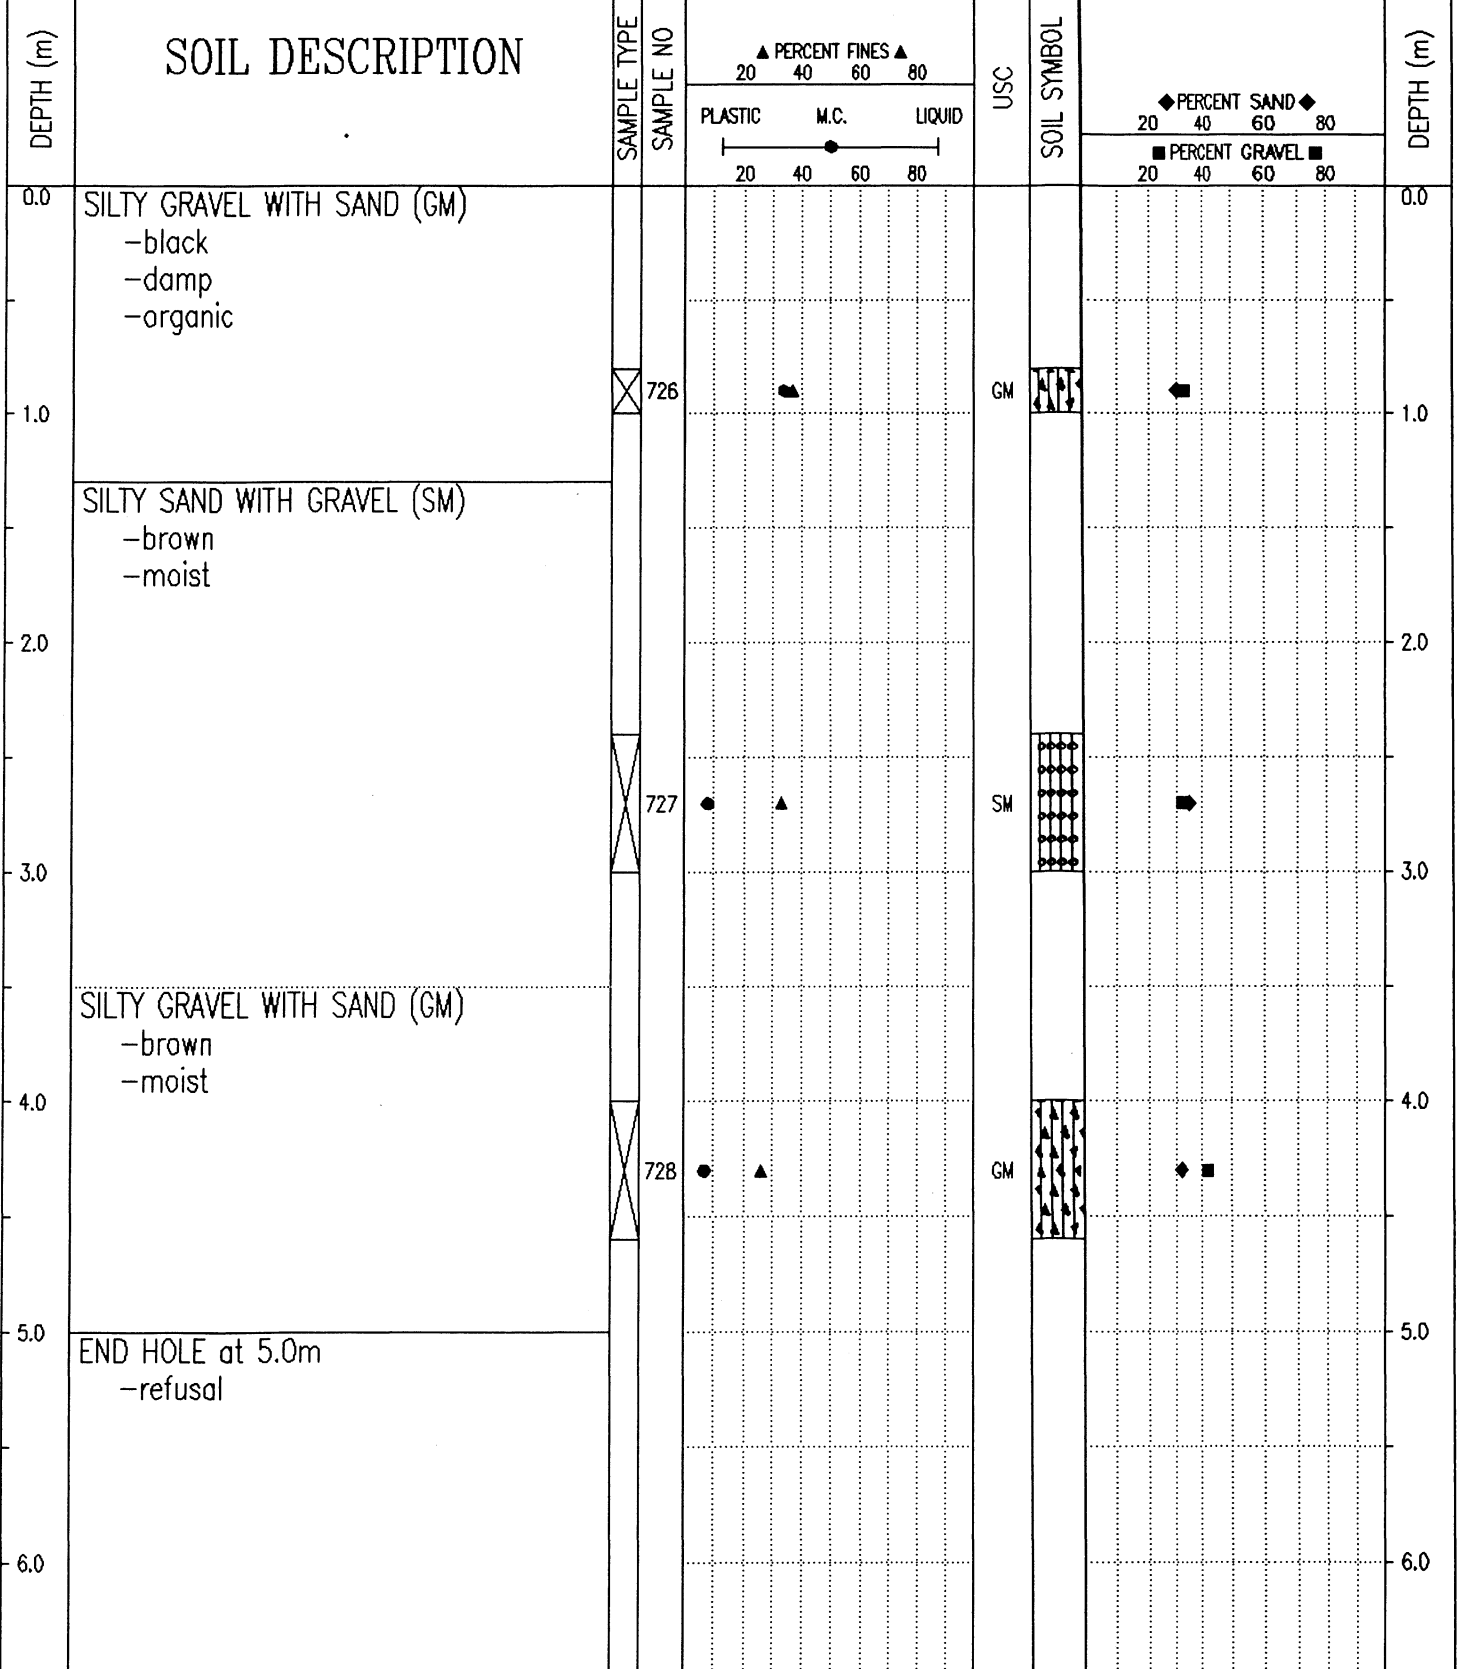 DEPTH (m)
SOIL DESCRIPTION
SAMPLE TYPE
SAMPLE NO
▲ PERCENT FINES ▲
20 40 60 80
PLASTIC M.C. LIQUID
20 40 60 80
USC
SOIL SYMBOL
◆ PERCENT SAND ◆
20 40 60 80
■ PERCENT GRAVEL ■
20 40 60 80
DEPTH (m)
0.0 SILTY GRAVEL WITH SAND (GM) 0.0
-black
-damp
-organic
726 GM
1.0 1.0
SILTY SAND WITH GRAVEL (SM)
-brown
-moist
2.0 2.0
727 SM
3.0 3.0
SILTY GRAVEL WITH SAND (GM)
-brown
-moist
4.0 4.0
728 GM
5.0 5.0
END HOLE at 5.0m
-refusal
6.0 6.0